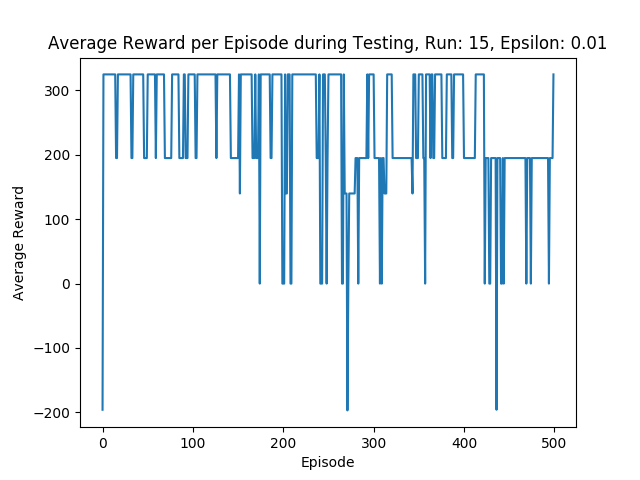 Average Reward per Episode during Testing, Run: 15, Epsilon: 0.01
Average Reward
300
200
100
0
−100
−200
0 100 200 300 400 500
Episode